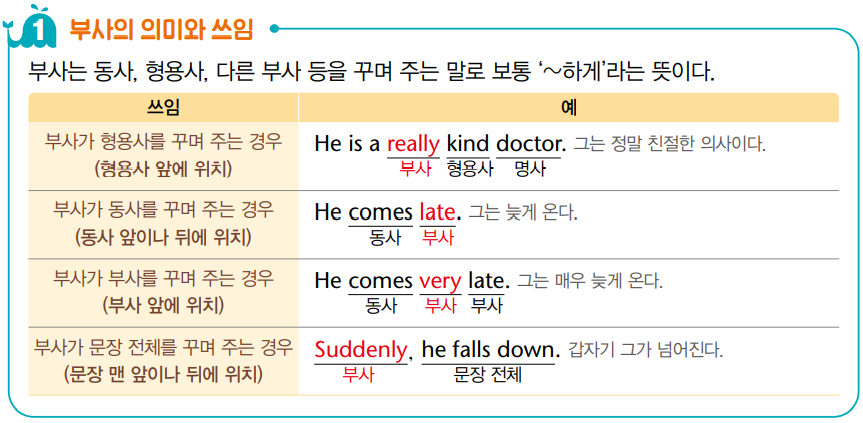 1 부사의 의미와 쓰임
부사는 동사, 형용사, 다른 부사 등을 꾸며 주는 말로 보통 ‘~하게’라는 뜻이다.
쓰임 예
부사가 형용사를 꾸며 주는 경우
(형용사 앞에 위치)
He is a really kind doctor. 그는 정말 친절한 의사이다.
부사 형용사 명사
부사가 동사를 꾸며 주는 경우
(동사 앞이나 뒤에 위치)
He comes late. 그는 늦게 온다.
동사 부사
부사가 부사를 꾸며 주는 경우
(부사 앞에 위치)
He comes very late. 그는 매우 늦게 온다.
동사 부사 부사
부사가 문장 전체를 꾸며 주는 경우
(문장 맨 앞이나 뒤에 위치)
Suddenly, he falls down. 갑자기 그가 넘어진다.
부사 문장 전체